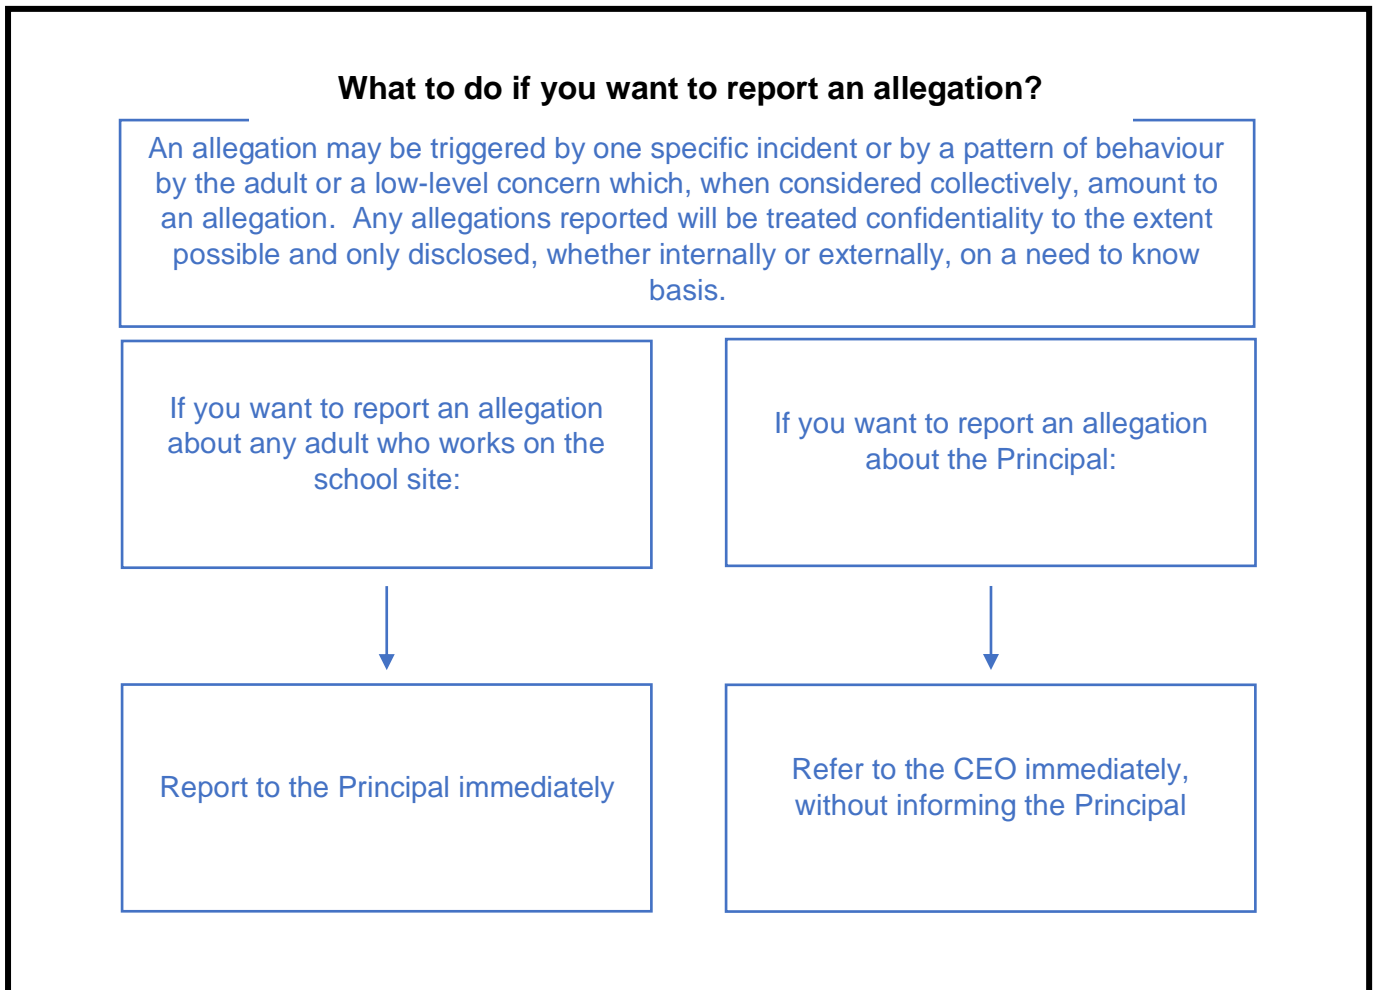 What to do if you want to report an allegation?
An allegation may be triggered by one specific incident or by a pattern of behaviour
by the adult or a low-level concern which, when considered collectively, amount to
an allegation.  Any allegations reported will be treated confidentiality to the extent
possible and only disclosed, whether internally or externally, on a need to know
basis.
If you want to report an allegation
about any adult who works on the
school site:
If you want to report an allegation
about the Principal:
Report to the Principal immediately
Refer to the CEO immediately,
without informing the Principal